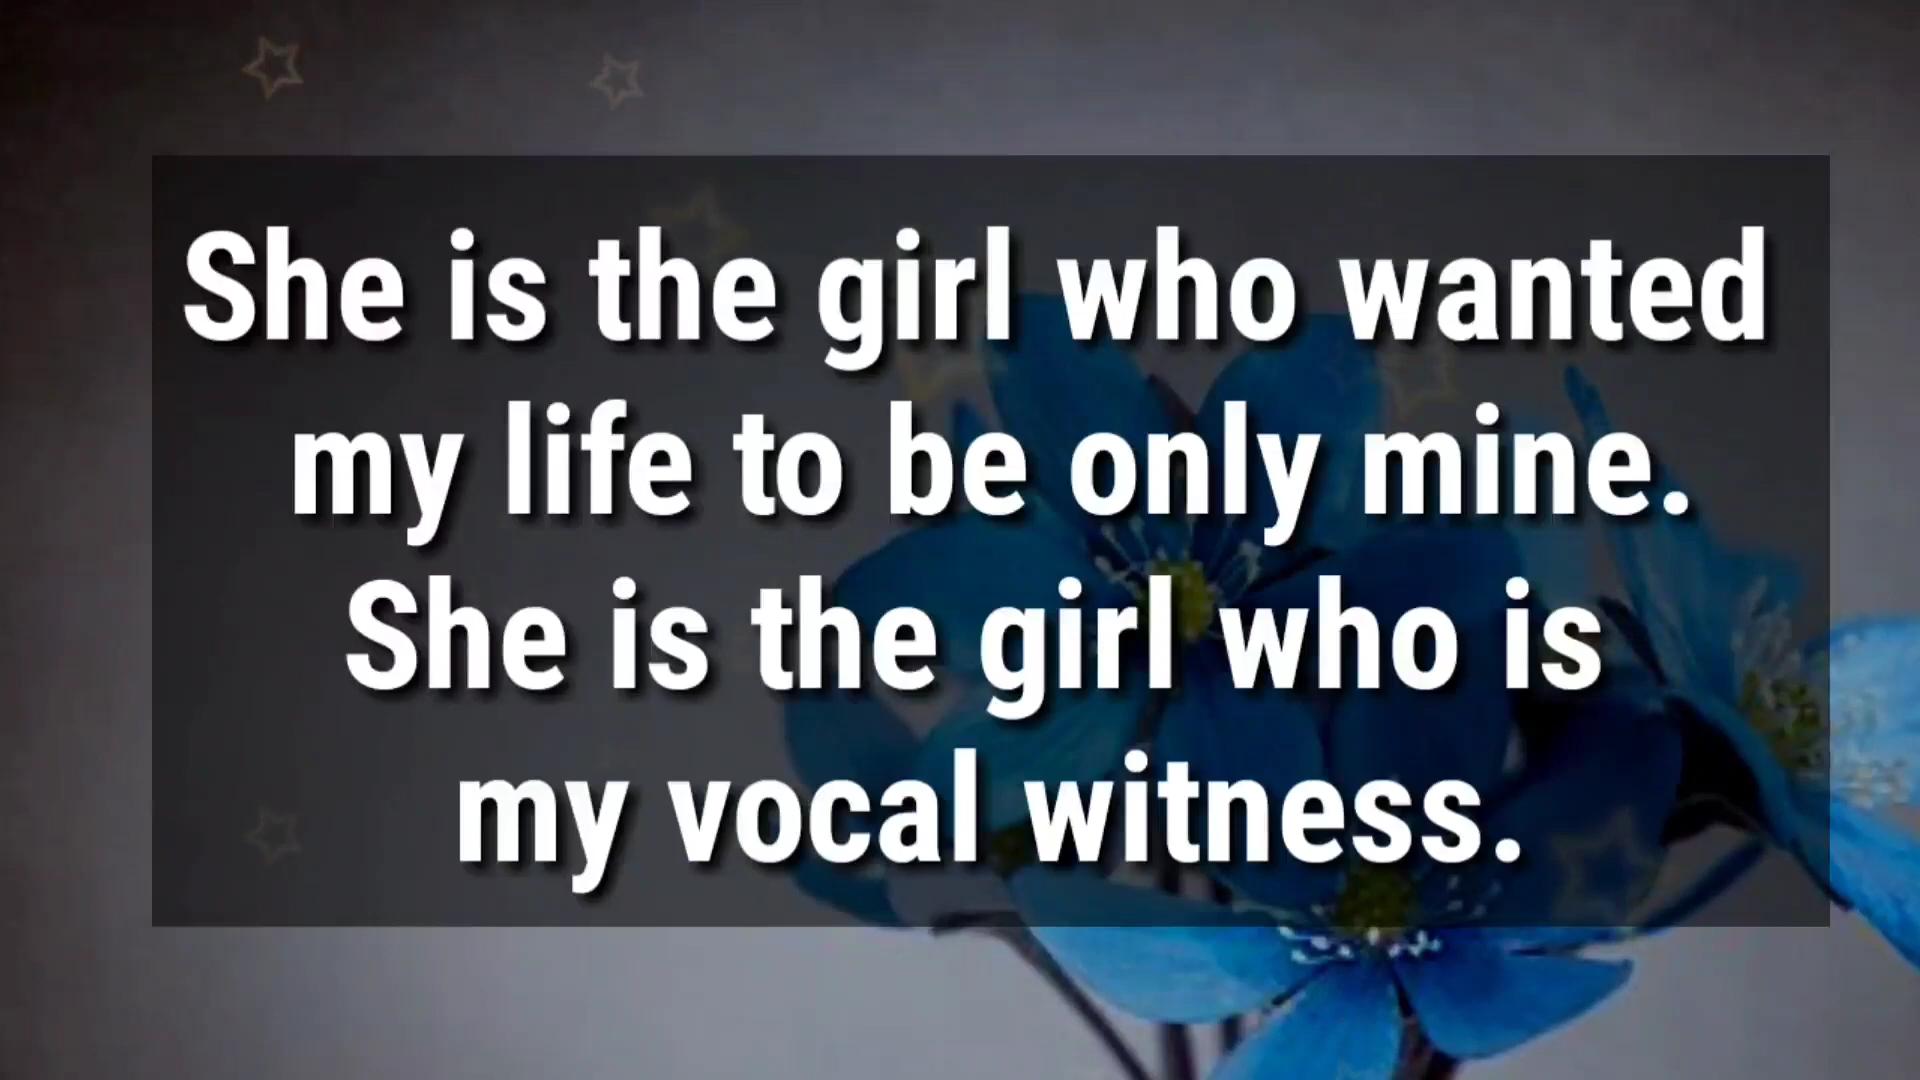 She is the girl who wanted
my life to be only mine.
She is the girl who is
my vocal witness.